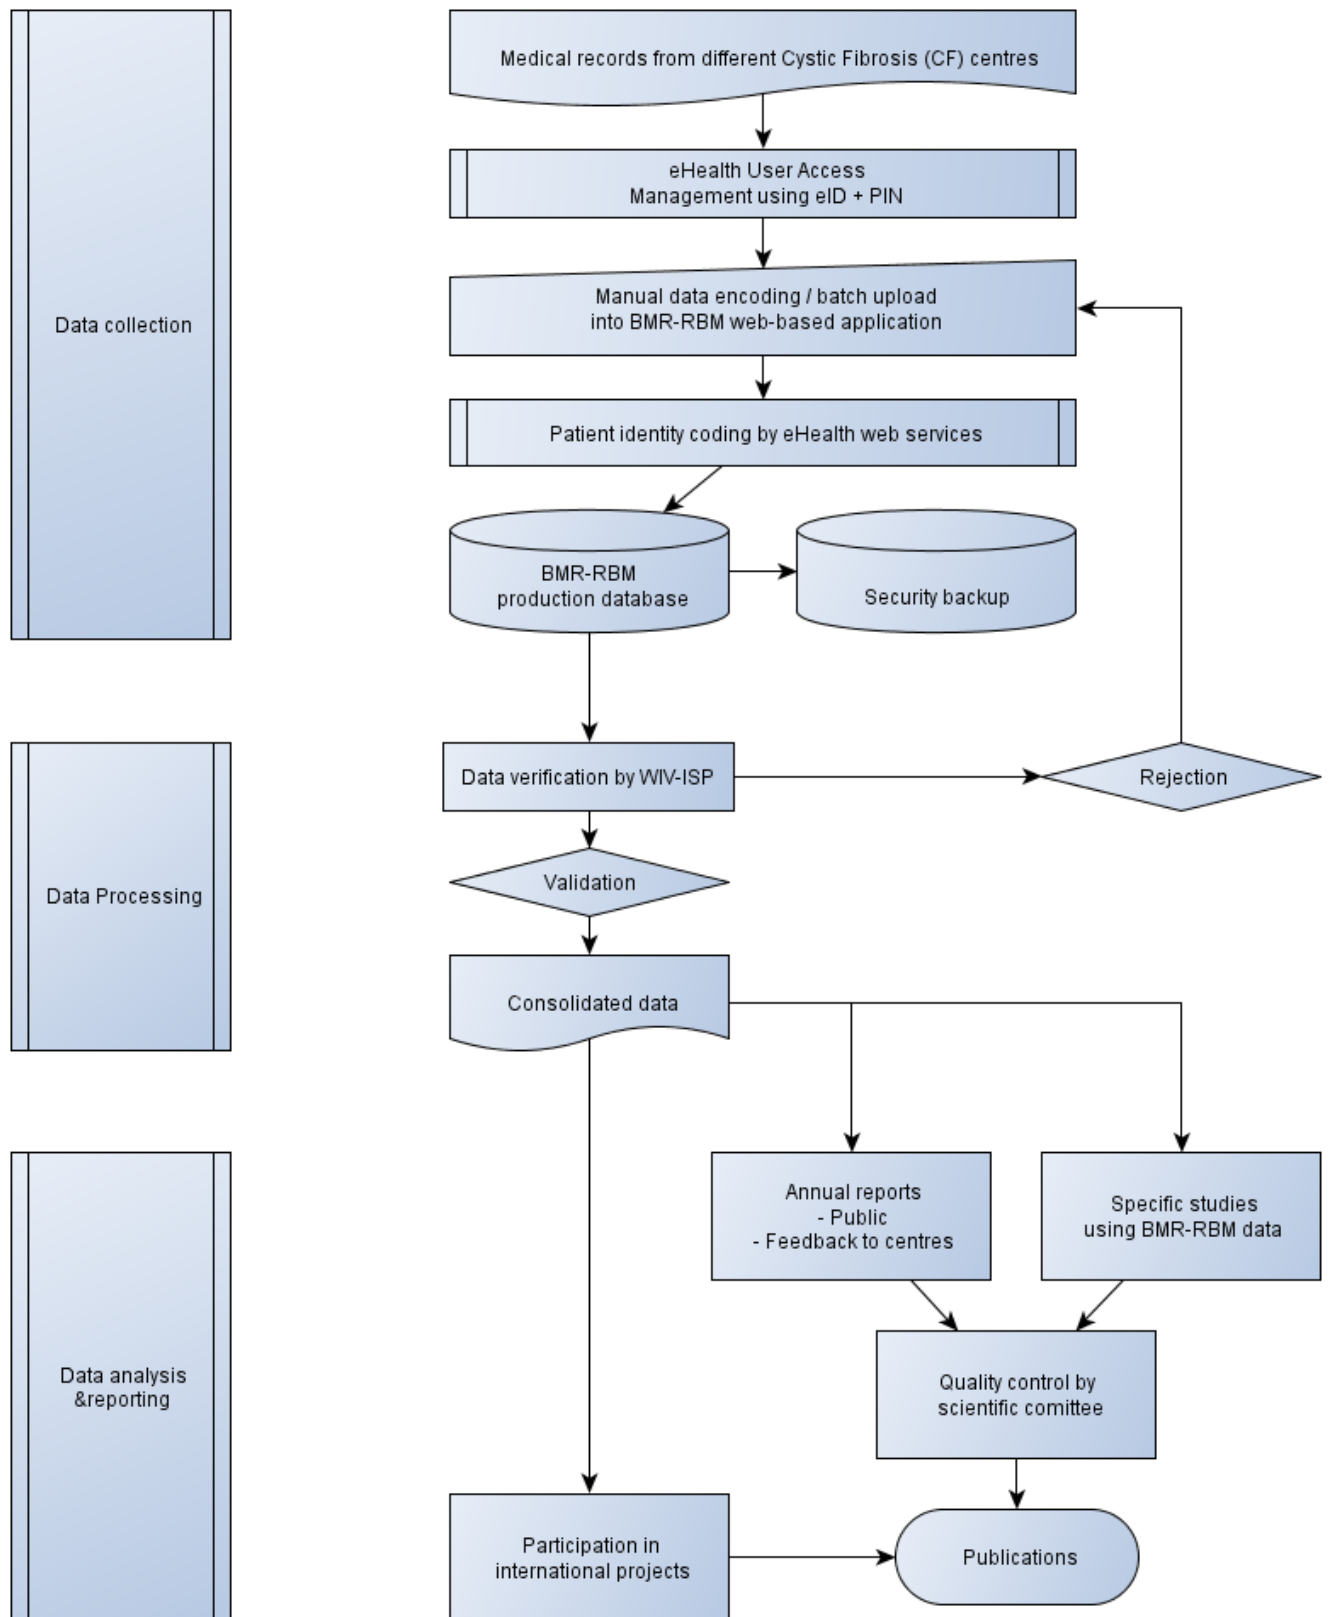 Medical records from different Cystic Fibrosis (CF) centres
eHealth User Access
Management using eID + PIN
Data collection
Manual data encoding / batch upload
into BMR-RBM web-based application
Patient identity coding by eHealth web services
BMR-RBM
production database
Security backup
Data Processing
Data verification by WIV-ISP
Rejection
Validation
Consolidated data
Data analysis
&reporting
Annual reports
- Public
- Feedback to centres
Specific studies
using BMR-RBM data
Quality control by
scientific comittee
Participation in
international projects
Publications